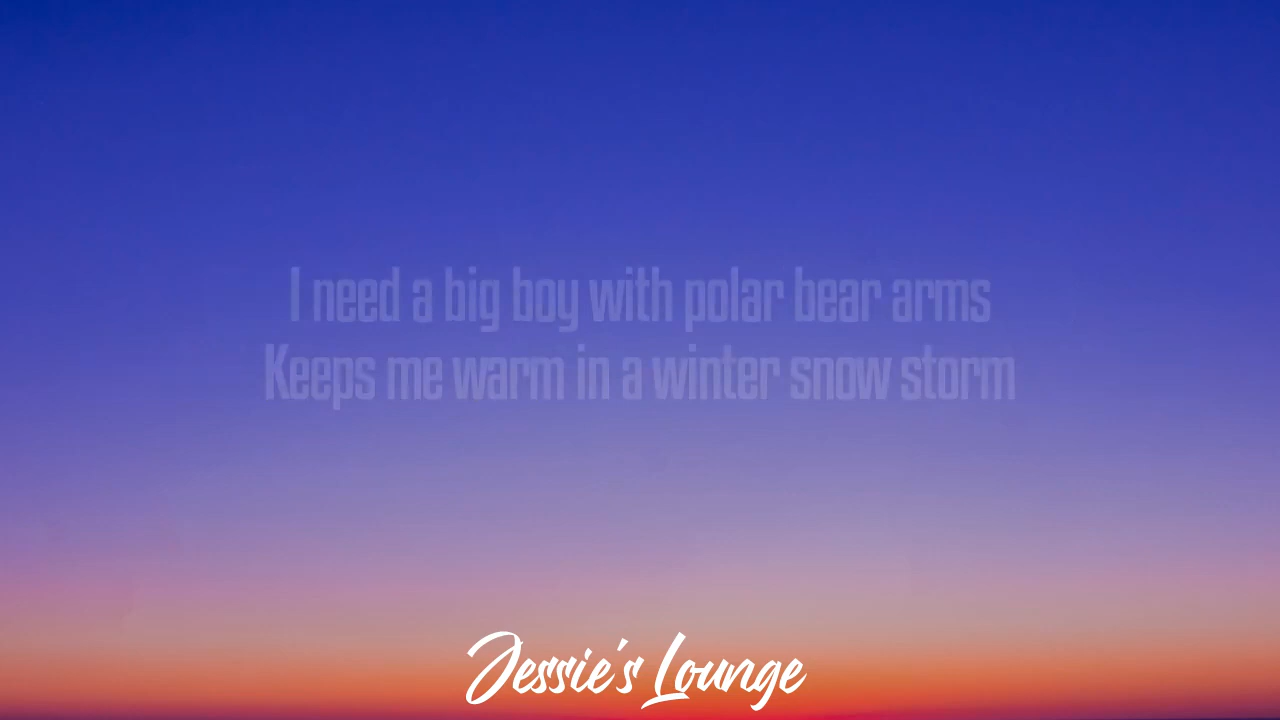 I need a big boy with polar bear arms
Keeps me warm in a winter snow storm
Jessie's Lounge